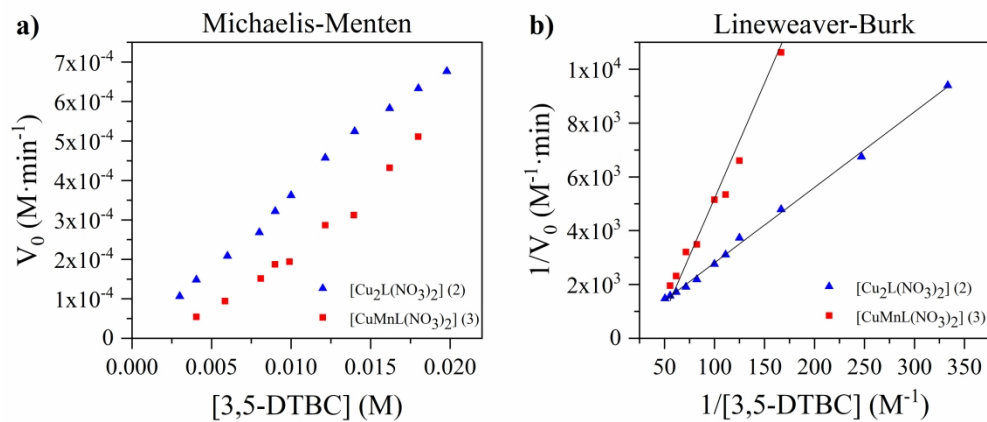 a) Michaelis-Menten
7x10⁻⁴
6x10⁻⁴
5x10⁻⁴
4x10⁻⁴
3x10⁻⁴
2x10⁻⁴
1x10⁻⁴
0
V₀ (M·min⁻¹)
[Cu₂L(NO₃)₂] (2)
[CuMnL(NO₃)₂] (3)
0.000 0.005 0.010 0.015 0.020
[3,5-DTBC] (M)
b) Lineweaver-Burk
1x10⁴
8x10³
6x10³
4x10³
2x10³
0
1/V₀ (M⁻¹·min)
[Cu₂L(NO₃)₂] (2)
[CuMnL(NO₃)₂] (3)
50 100 150 200 250 300 350
1/[3,5-DTBC] (M⁻¹)